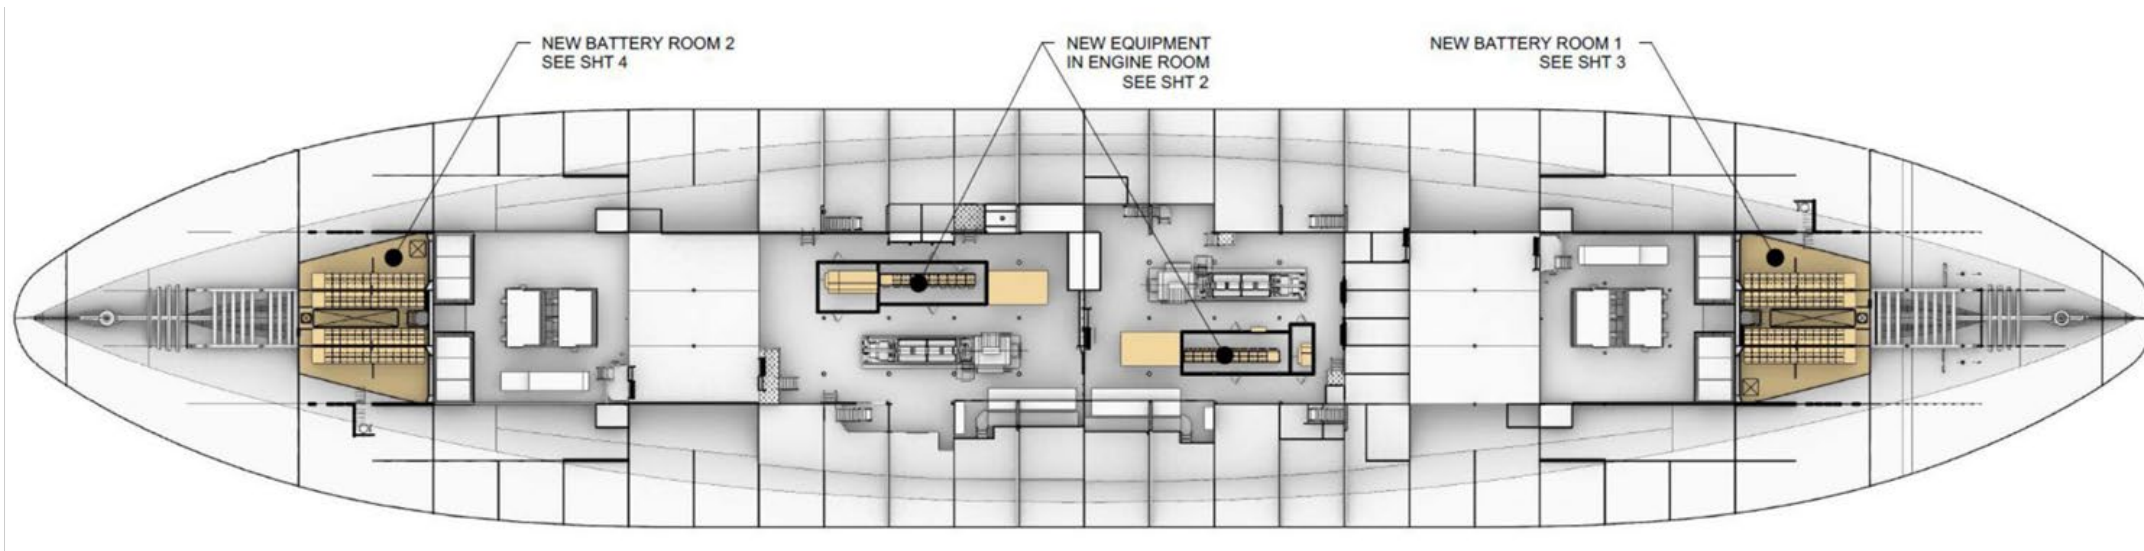 NEW BATTERY ROOM 2
SEE SHT 4
NEW EQUIPMENT
IN ENGINE ROOM
SEE SHT 2
NEW BATTERY ROOM 1
SEE SHT 3